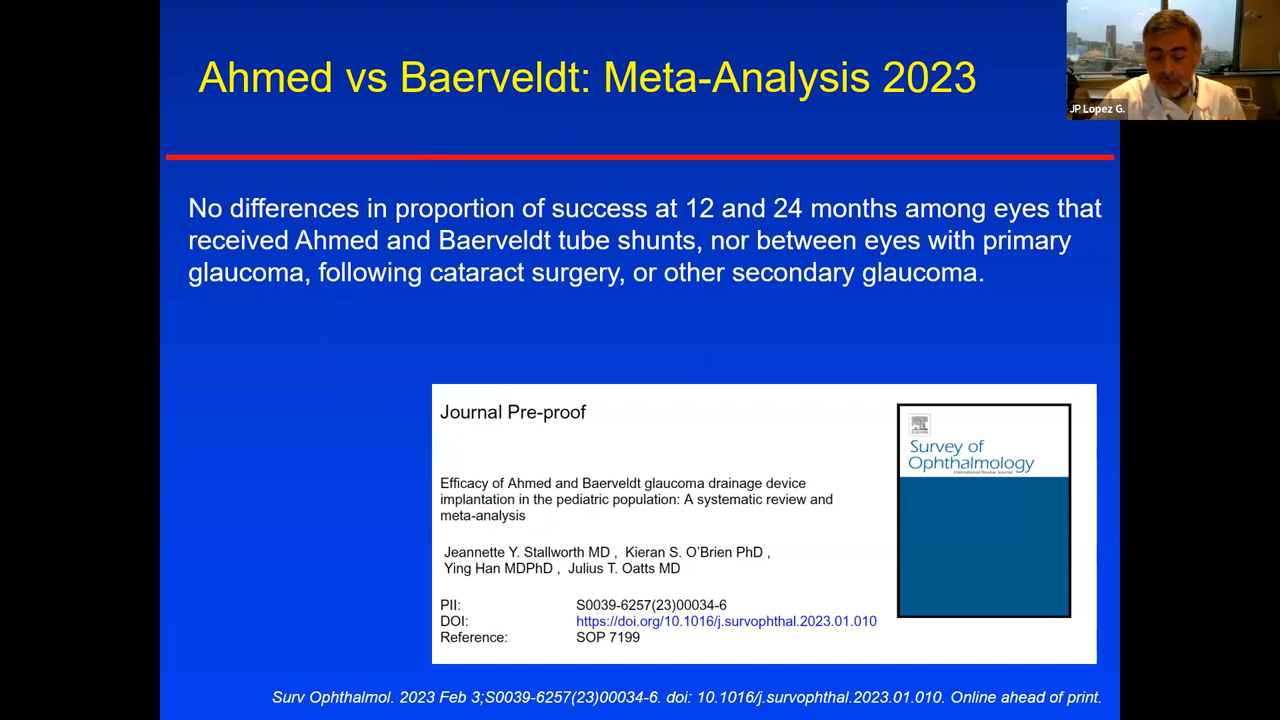 Ahmed vs Baerveldt: Meta-Analysis 2023
JP Lopez G.
No differences in proportion of success at 12 and 24 months among eyes that
received Ahmed and Baerveldt tube shunts, nor between eyes with primary
glaucoma, following cataract surgery, or other secondary glaucoma.
Journal Pre-proof
Efficacy of Ahmed and Baerveldt glaucoma drainage device
implantation in the pediatric population: A systematic review and
meta-analysis
Jeannette Y. Stallworth MD , Kieran S. O’Brien PhD ,
Ying Han MDPhD , Julius T. Oatts MD
PII: S0039-6257(23)00034-6
DOI: https://doi.org/10.1016/j.survophthal.2023.01.010
Reference: SOP 7199
ELSEVIER
Survey of
Ophthalmology
International Review Journal
Surv Ophthalmol. 2023 Feb 3;S0039-6257(23)00034-6. doi: 10.1016/j.survophthal.2023.01.010. Online ahead of print.